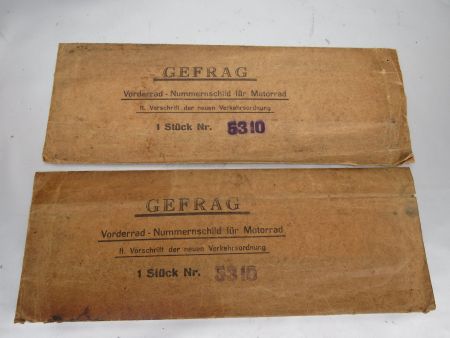 GEFRAG
Vorderrad - Nummernschild für Motorrad
lt. Vorschrift der neuen Verkehrsordnung
1 Stück Nr. 5310
GEFRAG
Vorderrad - Nummernschild für Motorrad
lt. Vorschrift der neuen Verkehrsordnung
1 Stück Nr. 5310